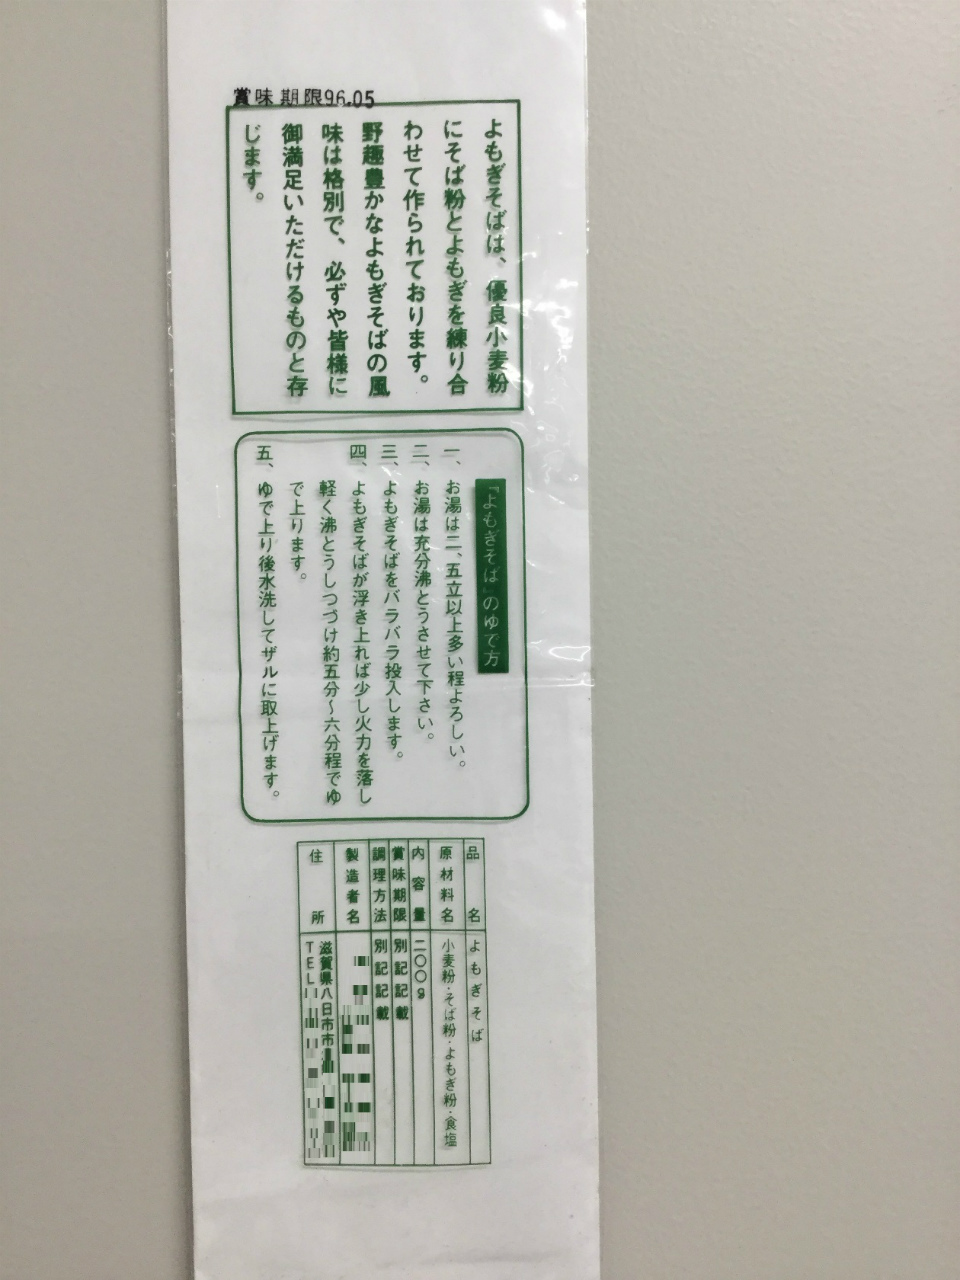 賞味期限96.05
よもぎそばは、優良小麦粉
にそば粉とよもぎを練り合
わせて作られております。
野趣豊かなよもぎそばの風
味は格別で、必ずや皆様に
御満足いただけるものと存
じます。
『よもぎそば』のゆで方
一、お湯は二、五立以上多い程よろしい。
二、お湯は充分沸とうさせて下さい。
三、よもぎそばをバラバラ投入します。
四、よもぎそばが浮き上れば少し火力を落し
軽く沸とうしつづけ約五分〜六分程でゆ
で上ります。
五、ゆで上り後水洗してザルに取上げます。
品名 よもぎそば
原材料名 小麦粉・そば粉・よもぎ粉・食塩
内容量 二〇〇g
賞味期限 別記記載
調理方法 別記記載
製造者名
住所 滋賀県八日市市
TEL